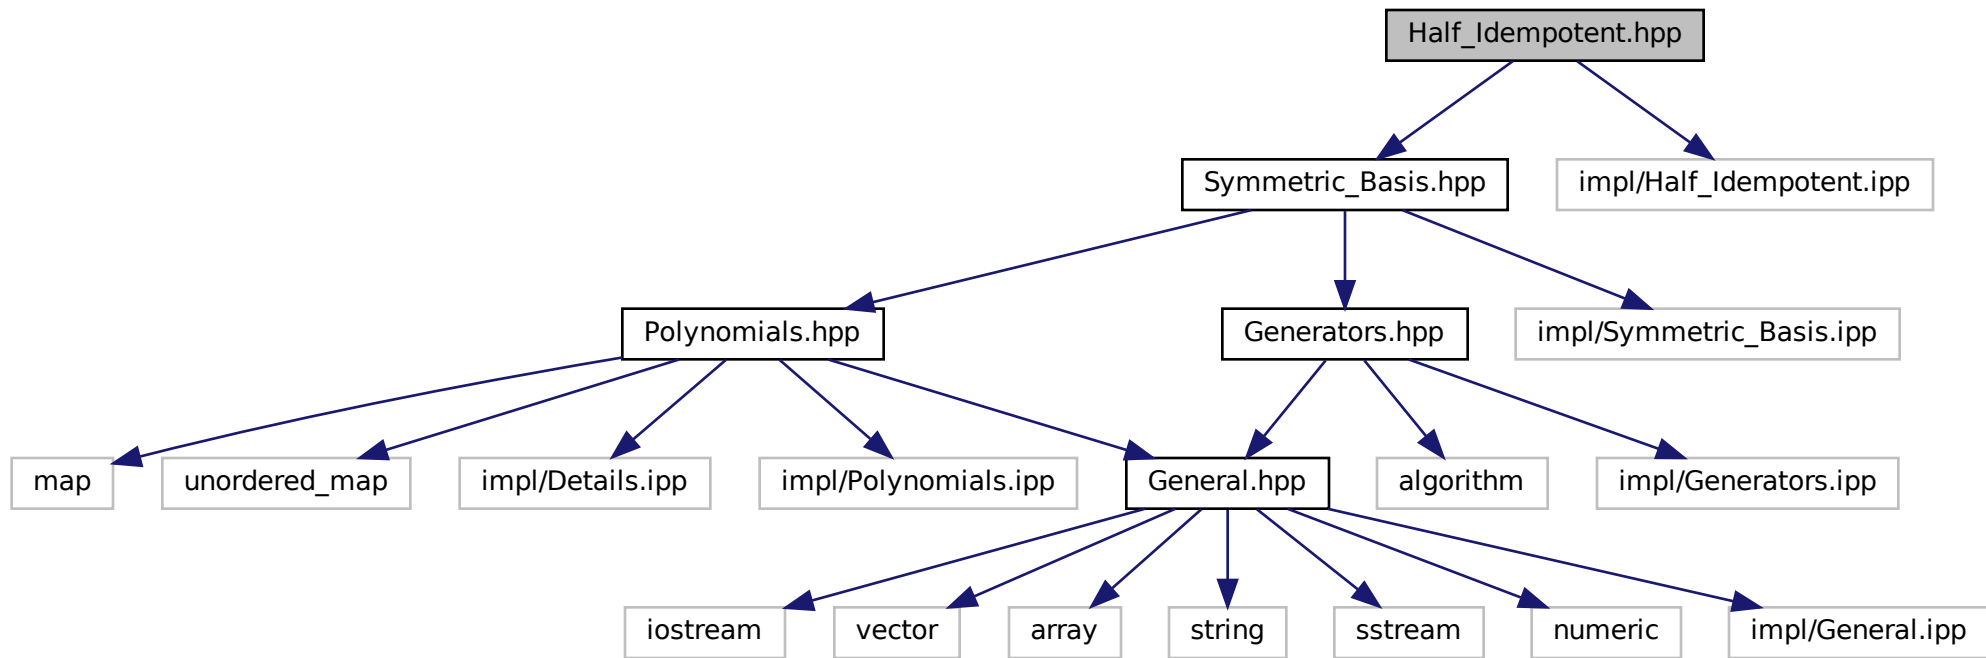 Half_Idempotent.hpp
Symmetric_Basis.hpp
impl/Half_Idempotent.ipp
Polynomials.hpp
Generators.hpp
impl/Symmetric_Basis.ipp
map
unordered_map
impl/Details.ipp
impl/Polynomials.ipp
General.hpp
algorithm
impl/Generators.ipp
iostream
vector
array
string
sstream
numeric
impl/General.ipp